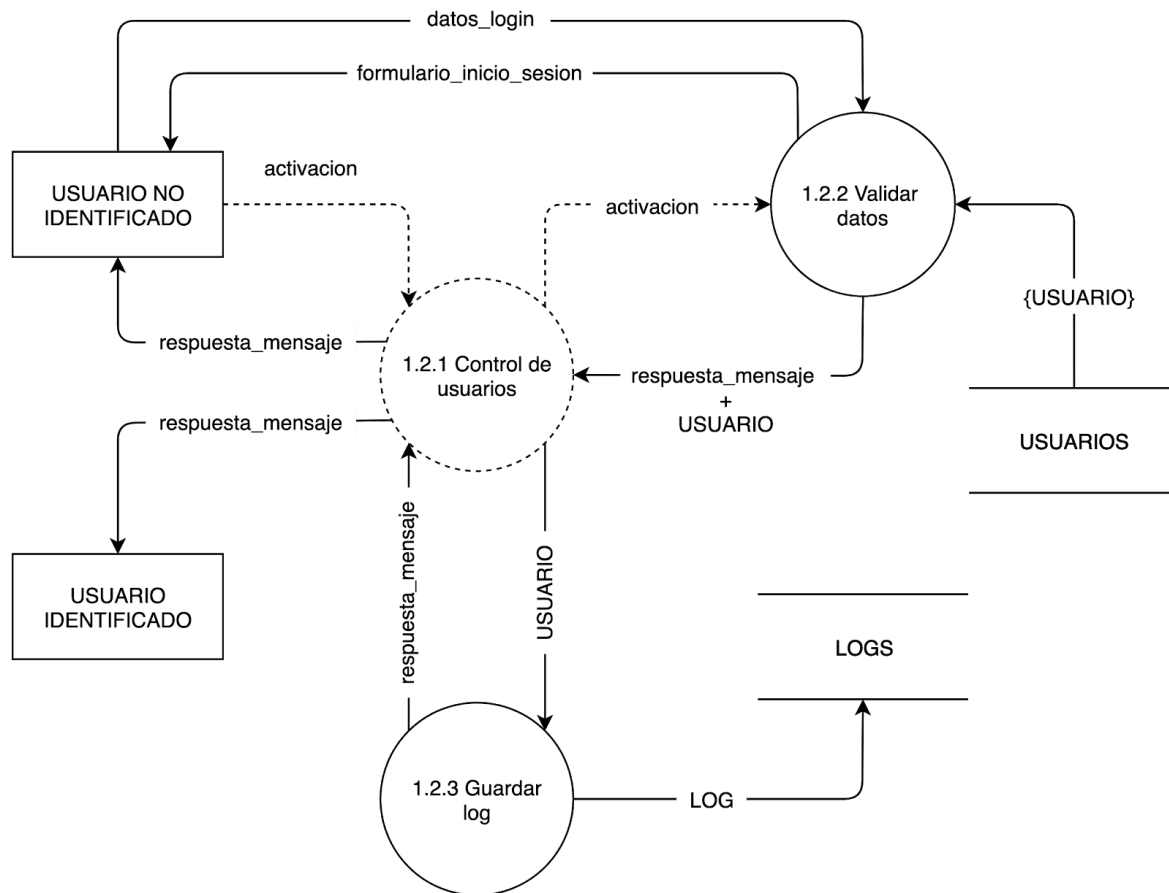 datos_login
formulario_inicio_sesion
USUARIO NO
IDENTIFICADO
activacion
activacion
1.2.2 Validar
datos
{USUARIO}
respuesta_mensaje
1.2.1 Control de
usuarios
respuesta_mensaje
+
USUARIO
respuesta_mensaje
USUARIOS
respuesta_mensaje
USUARIO
USUARIO
IDENTIFICADO
LOGS
1.2.3 Guardar
log
LOG